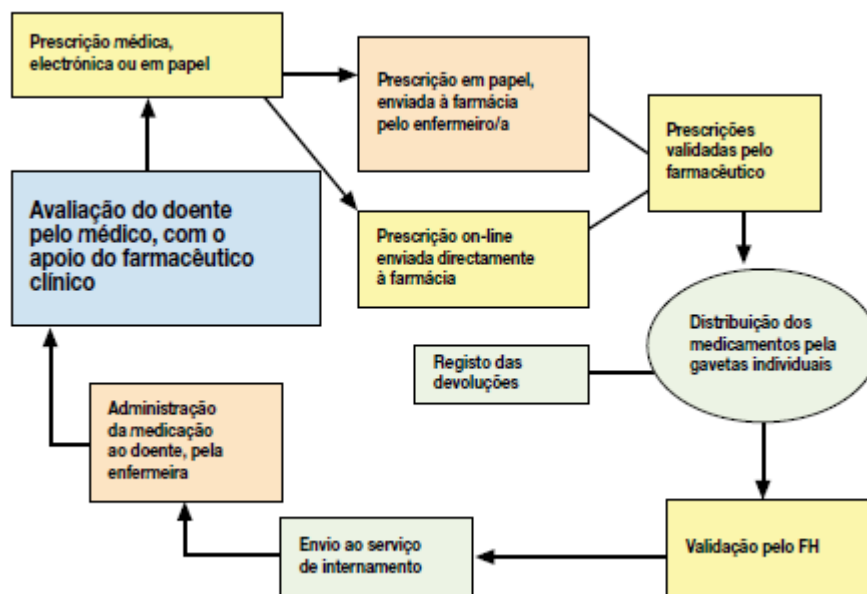 Prescrição médica,
electrónica ou em papel
Prescrição em papel,
enviada à farmácia
pelo enfermeiro/a
Prescrições
validadas pelo
farmacêutico
Avaliação do doente
pelo médico, com o
apoio do farmacêutico
clínico
Prescrição on-line
enviada directamente
à farmácia
Distribuição dos
medicamentos pela
gavetas individuais
Registo das
devoluções
Administração
da medicação
ao doente, pela
enfermeira
Envio ao serviço
de internamento
Validação pelo FH